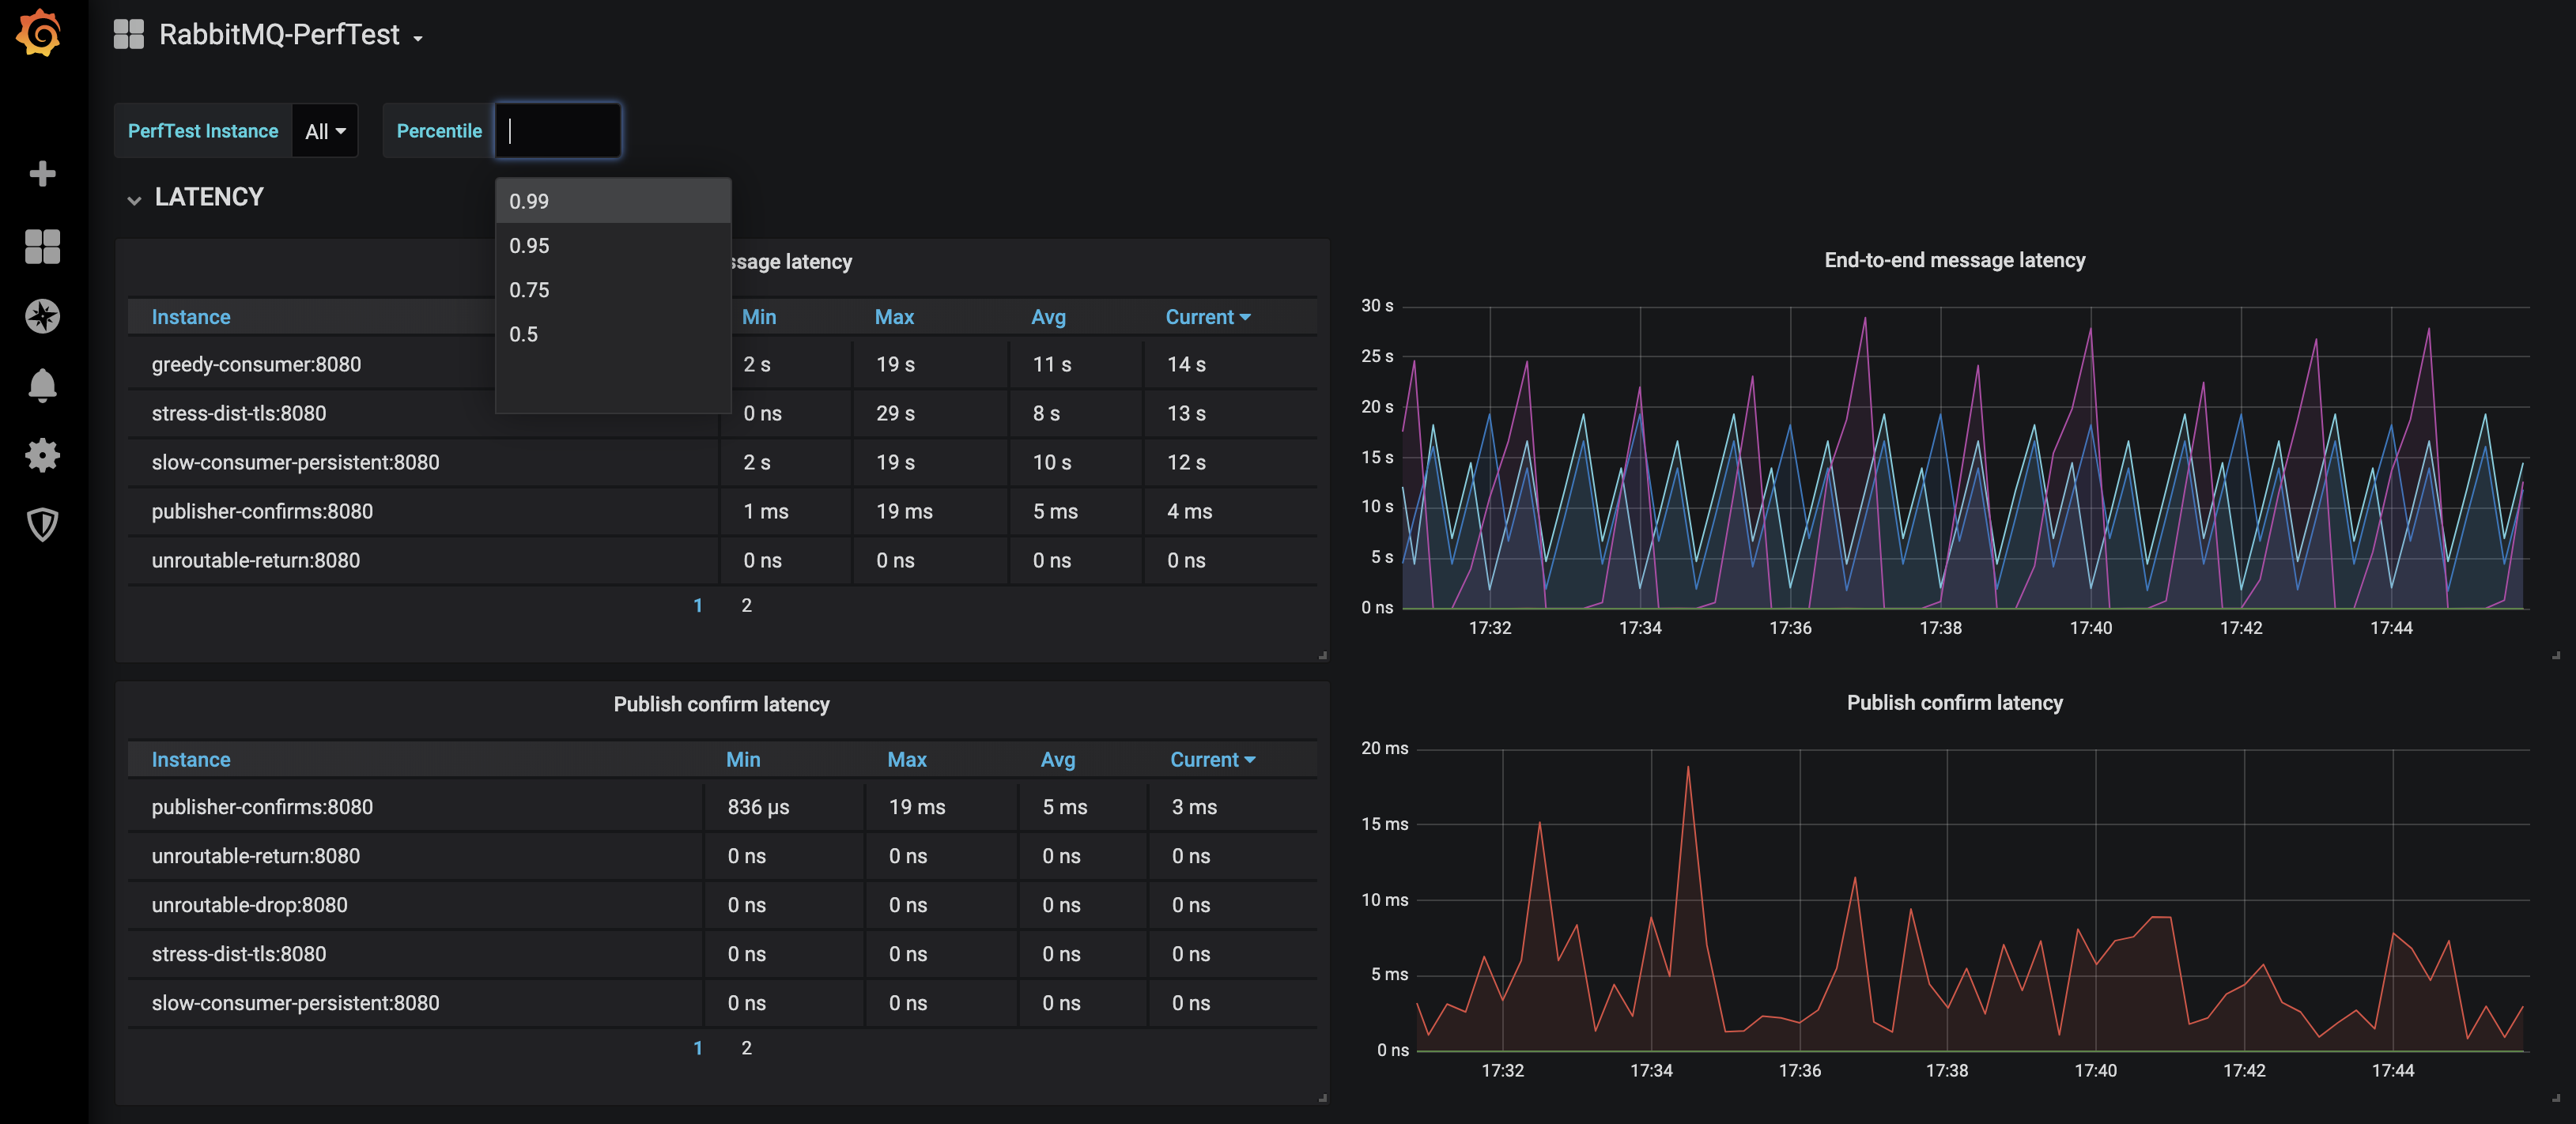 RabbitMQ-PerfTest
PerfTest Instance All Percentile
LATENCY
0.99
0.95
0.75
0.5
message latency
Instance Min Max Avg Current
greedy-consumer:8080 2 s 19 s 11 s 14 s
stress-dist-tls:8080 0 ns 29 s 8 s 13 s
slow-consumer-persistent:8080 2 s 19 s 10 s 12 s
publisher-confirms:8080 1 ms 19 ms 5 ms 4 ms
unroutable-return:8080 0 ns 0 ns 0 ns 0 ns
1 2
End-to-end message latency
30 s
25 s
20 s
15 s
10 s
5 s
0 ns
17:32 17:34 17:36 17:38 17:40 17:42 17:44
Publish confirm latency
Instance Min Max Avg Current
publisher-confirms:8080 836 µs 19 ms 5 ms 3 ms
unroutable-return:8080 0 ns 0 ns 0 ns 0 ns
unroutable-drop:8080 0 ns 0 ns 0 ns 0 ns
stress-dist-tls:8080 0 ns 0 ns 0 ns 0 ns
slow-consumer-persistent:8080 0 ns 0 ns 0 ns 0 ns
1 2
Publish confirm latency
20 ms
15 ms
10 ms
5 ms
0 ns
17:32 17:34 17:36 17:38 17:40 17:42 17:44